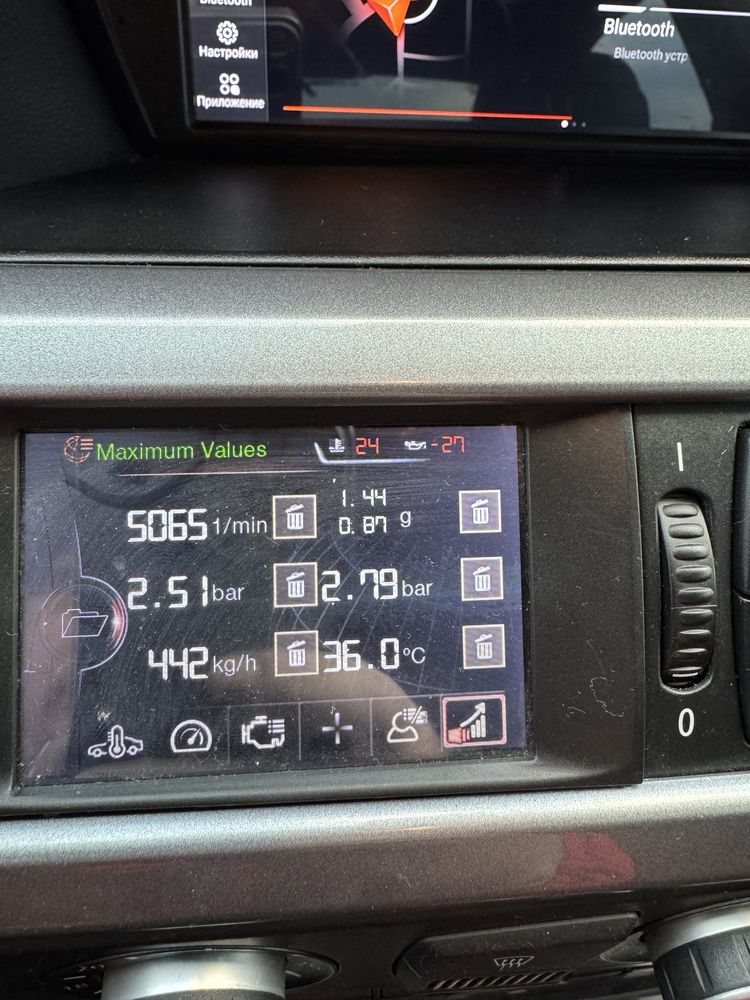 Bluetooth
Настройки
Приложение
Bluetooth
Bluetooth устр
Maximum Values 24 -27
5065 1/min 1.44
0.87 g
2.51 bar 2.79 bar
442 kg/h 36.0 °C
I
0